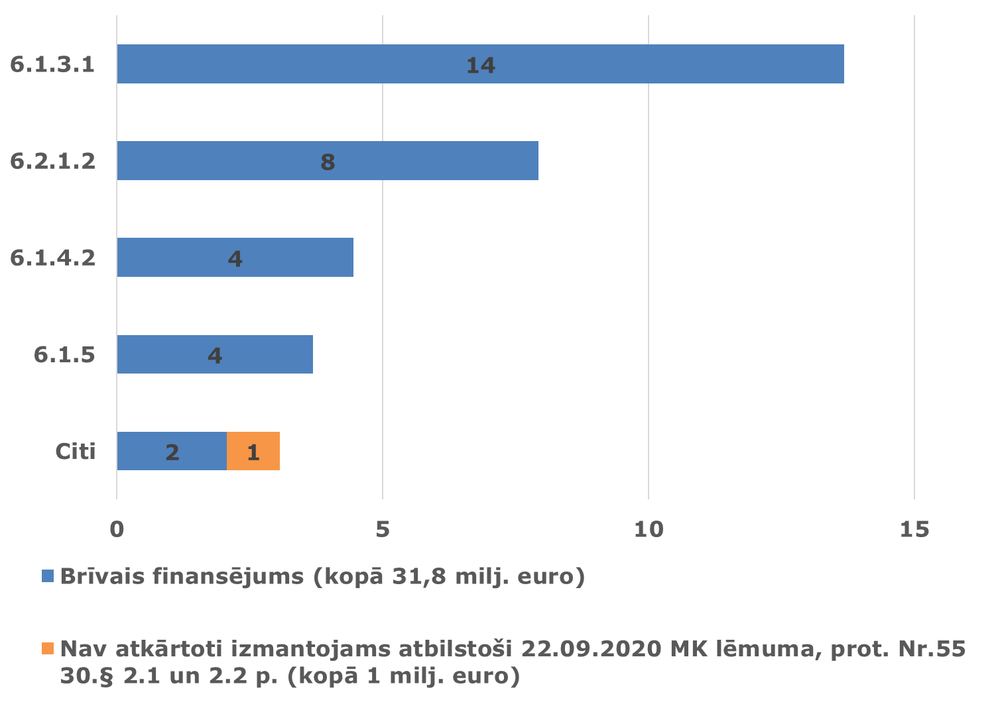 6.1.3.1
14
6.2.1.2
8
6.1.4.2
4
6.1.5
4
Citi
2 1
0 5 10 15
Brīvais finansējums (kopā 31,8 milj. euro)
Nav atkārtoti izmantojams atbilstoši 22.09.2020 MK lēmuma, prot. Nr.55
30.§ 2.1 un 2.2 p. (kopā 1 milj. euro)